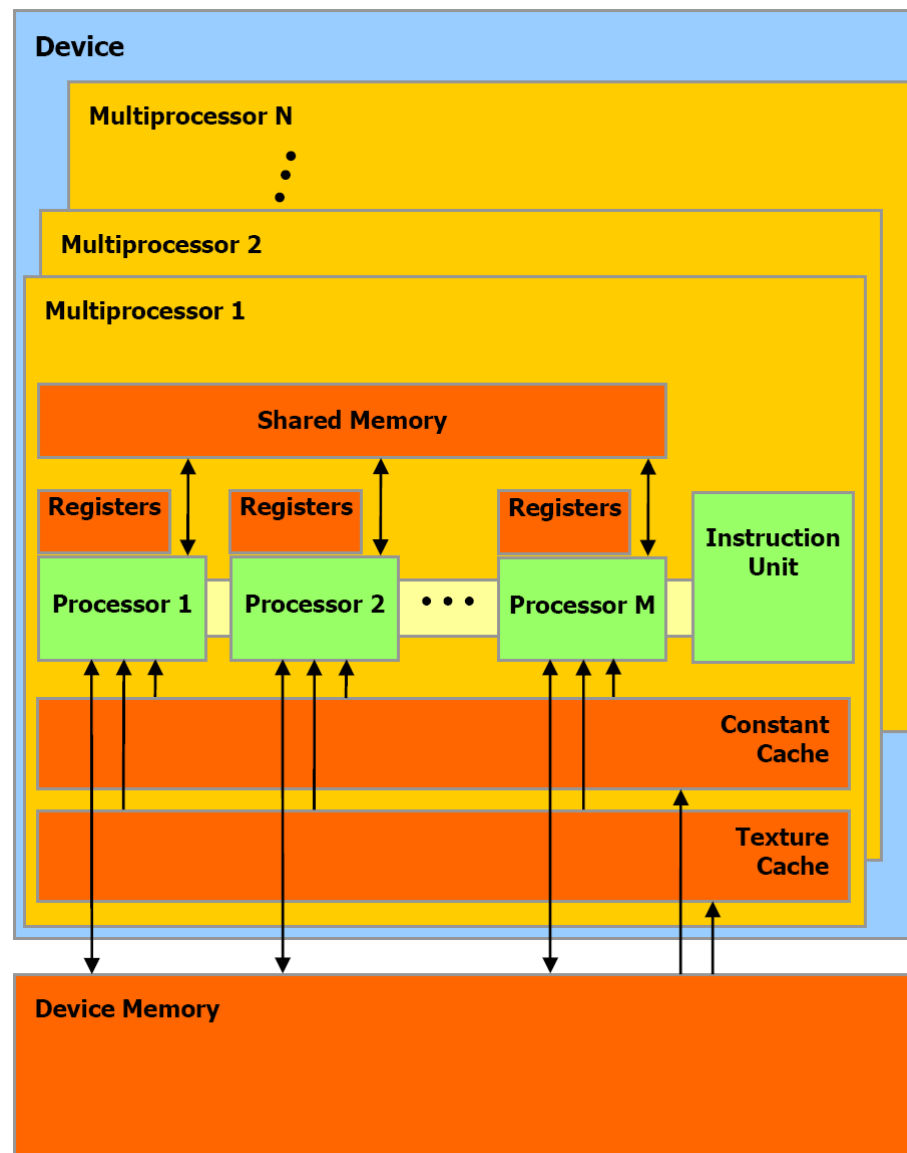 Device
Multiprocessor N
Multiprocessor 2
Multiprocessor 1
Shared Memory
Registers
Registers
Registers
Instruction
Unit
Processor 1
Processor 2
Processor M
Constant
Cache
Texture
Cache
Device Memory